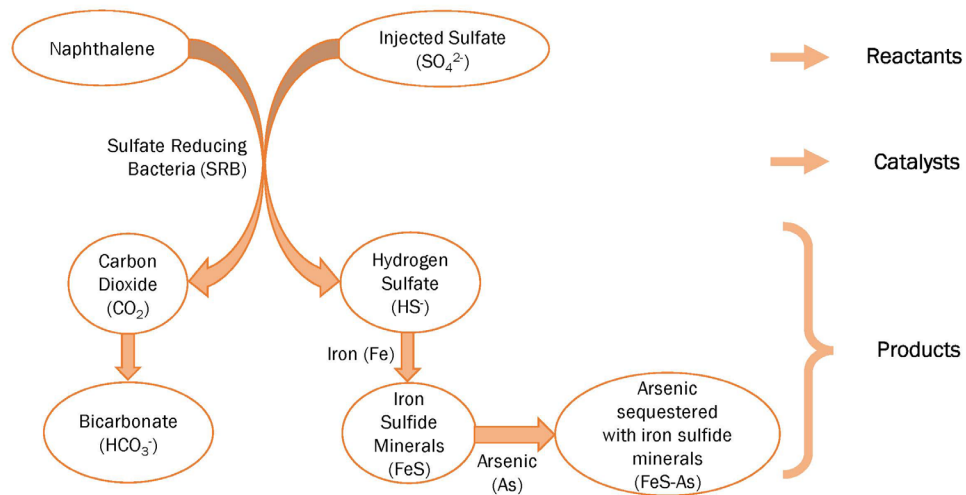 Naphthalene
Injected Sulfate
(SO₄²⁻)
Reactants
Sulfate Reducing
Bacteria (SRB)
Catalysts
Carbon
Dioxide
(CO₂)
Hydrogen
Sulfate
(HS⁻)
Iron (Fe)
Products
Bicarbonate
(HCO₃⁻)
Iron
Sulfide
Minerals
(FeS)
Arsenic
(As)
Arsenic
sequestered
with iron sulfide
minerals
(FeS-As)